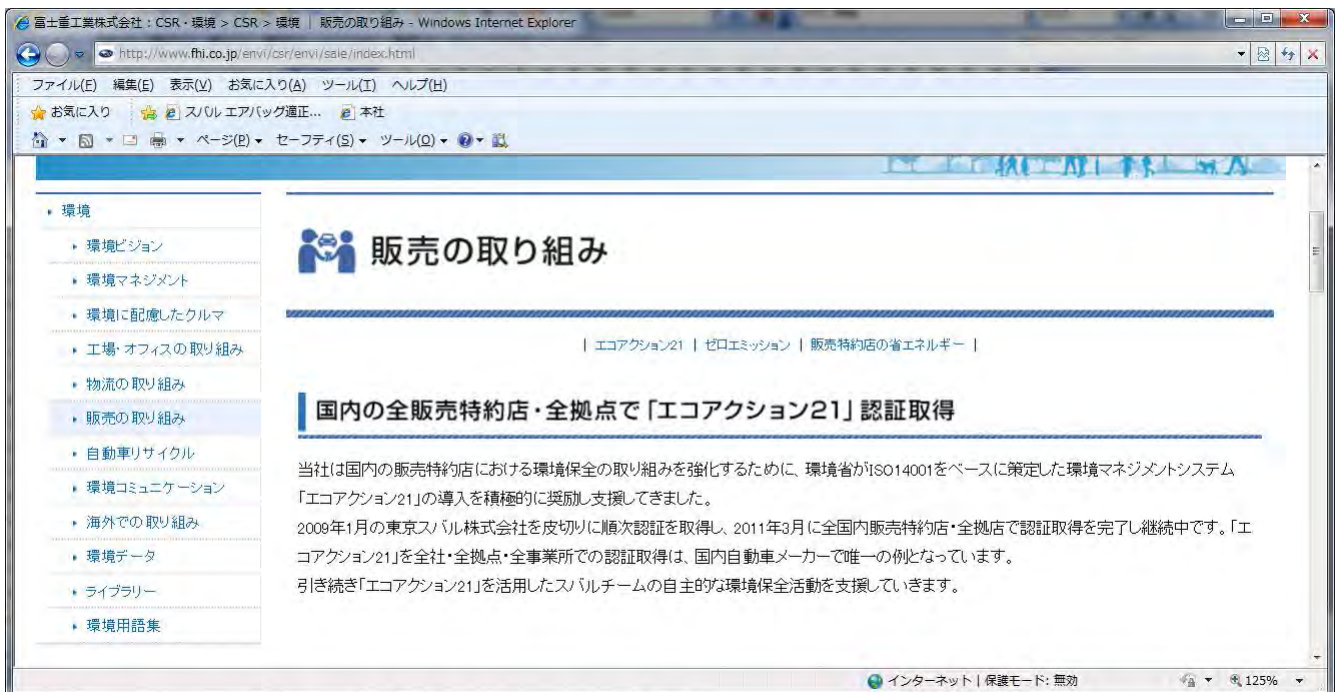 富士重工業株式会社：CSR・環境 > CSR > 環境 | 販売の取り組み - Windows Internet Explorer
http://www.fhi.co.jp/envi/csr/envi/sale/index.html
ファイル(F) 編集(E) 表示(V) お気に入り(A) ツール(T) ヘルプ(H)
お気に入り スバル エアバッグ適正... 本社
ページ(P) セーフティ(S) ツール(O)
環境
環境ビジョン
環境マネジメント
環境に配慮したクルマ
工場・オフィスの取り組み
物流の取り組み
販売の取り組み
自動車リサイクル
環境コミュニケーション
海外での取り組み
環境データ
ライブラリー
環境用語集
販売の取り組み
| エコアクション21 | ゼロエミッション | 販売特約店の省エネルギー |
国内の全販売特約店・全拠点で「エコアクション21」認証取得
当社は国内の販売特約店における環境保全の取り組みを強化するために、環境省がISO14001をベースに策定した環境マネジメントシステム
「エコアクション21」の導入を積極的に奨励し支援してきました。
2009年1月の東京スバル株式会社を皮切りに順次認証を取得し、2011年3月に全国内販売特約店・全拠店で認証取得を完了し継続中です。「エ
コアクション21」を全社・全拠点・全事業所での認証取得は、国内自動車メーカーで唯一の例となっています。
引き続き「エコアクション21」を活用したスバルチームの自主的な環境保全活動を支援していきます。
インターネット | 保護モード: 無効
125%